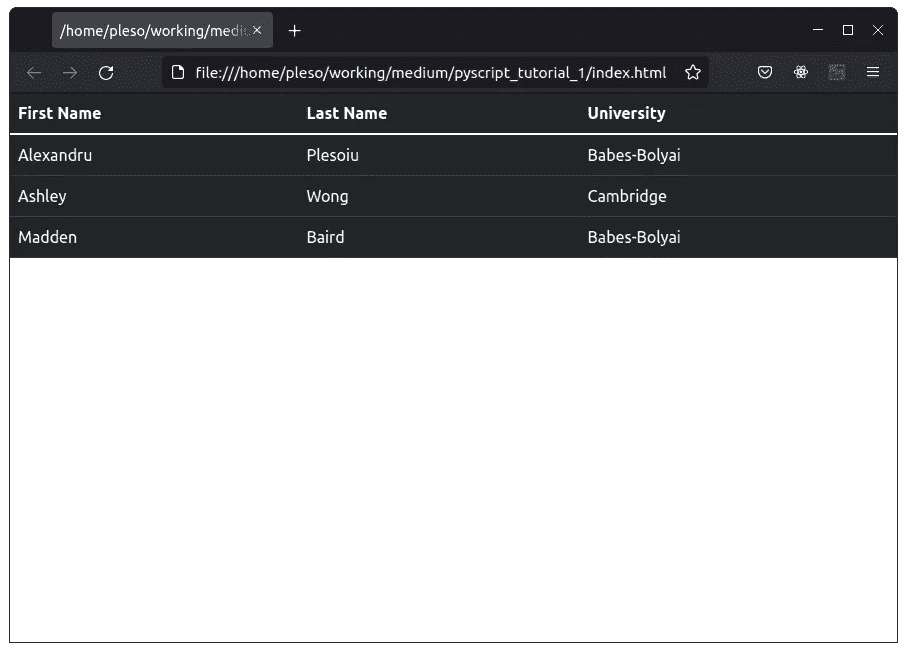 /home/pleso/working/medi
file:///home/pleso/working/medium/pyscript_tutorial_1/index.html
First Name Last Name University
Alexandru Plesoiu Babes-Bolyai
Ashley Wong Cambridge
Madden Baird Babes-Bolyai